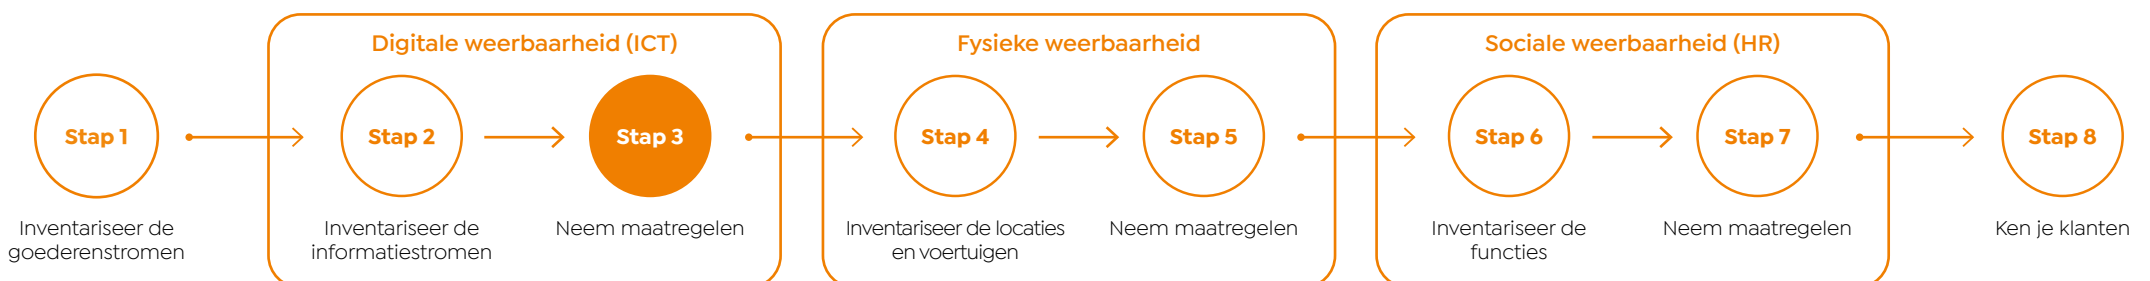 Digitale weerbaarheid (ICT)
Fysieke weerbaarheid
Sociale weerbaarheid (HR)
Stap 1
Stap 2
Stap 3
Stap 4
Stap 5
Stap 6
Stap 7
Stap 8
Inventariseer de
goederenstromen
Inventariseer de
informatiestromen
Neem maatregelen
Inventariseer de locaties
en voertuigen
Neem maatregelen
Inventariseer de
functies
Neem maatregelen
Ken je klanten